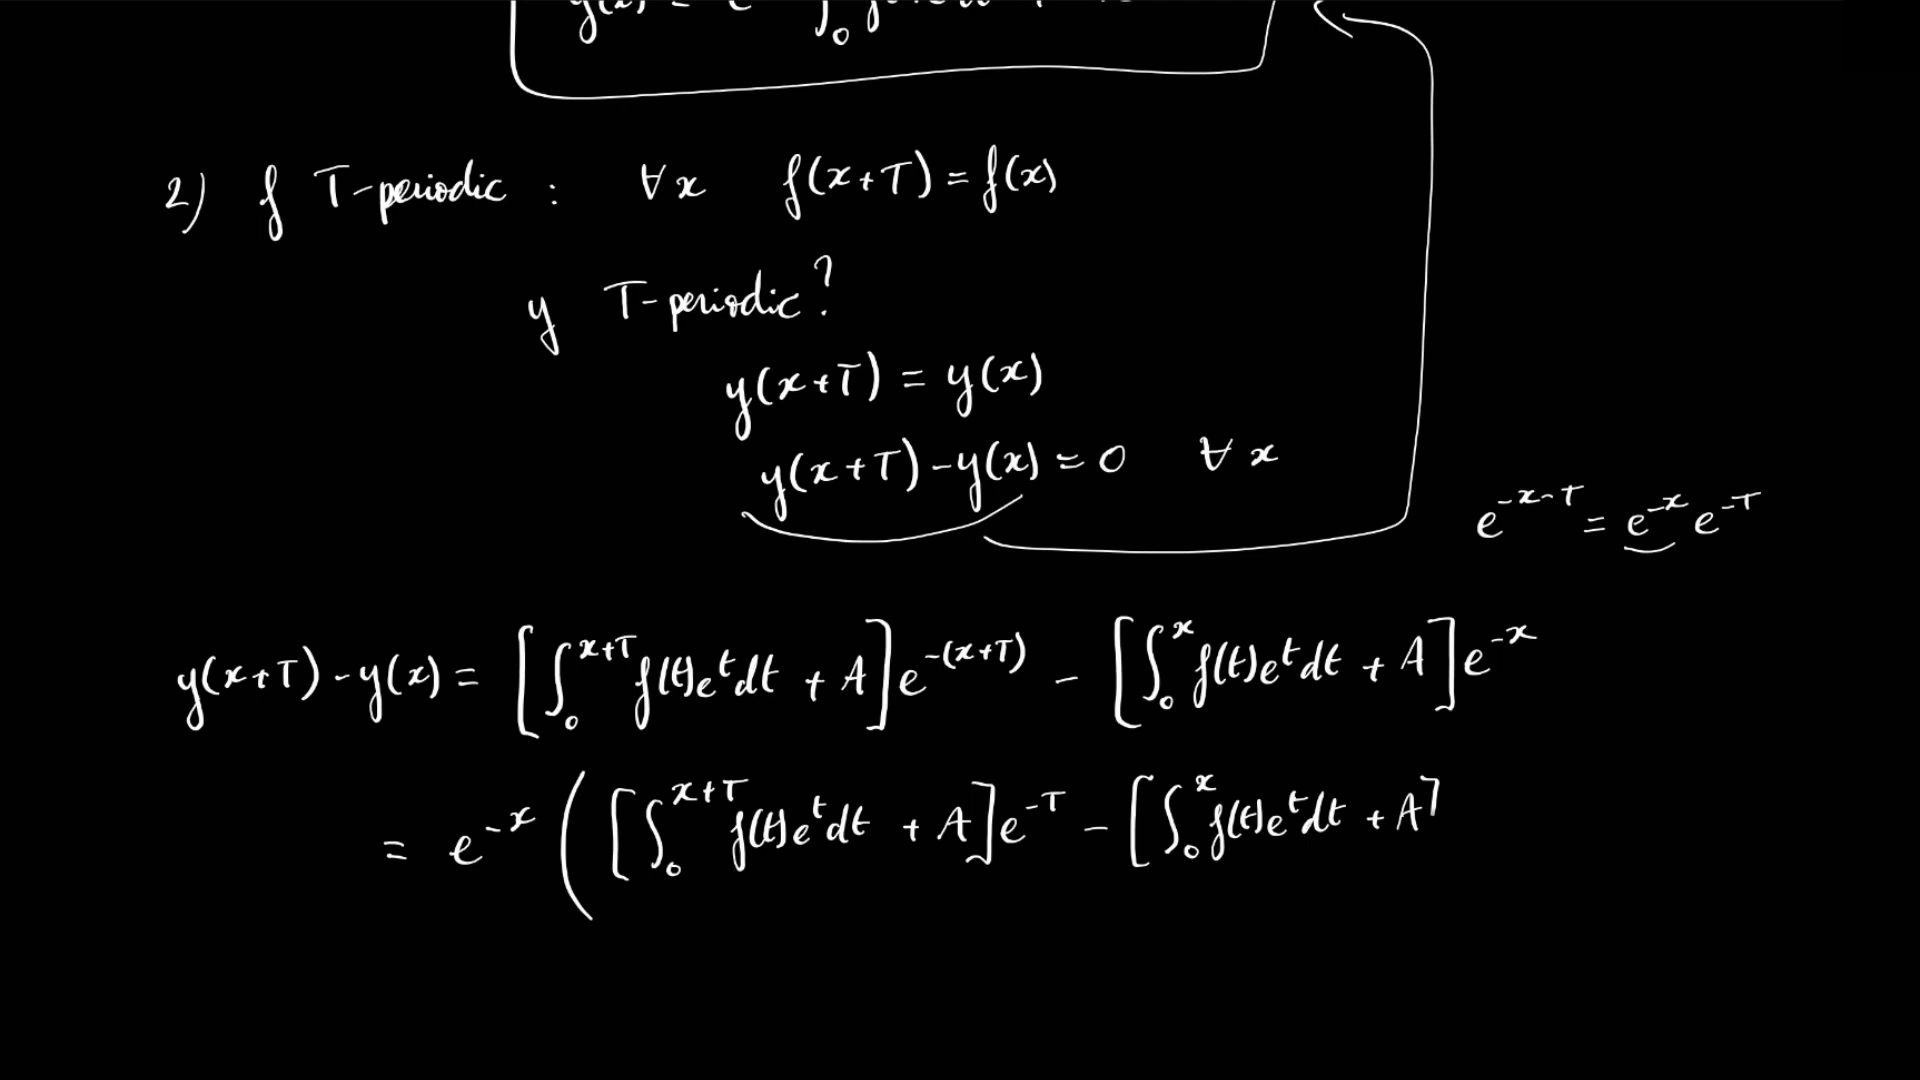 2) f T-periodic : ∀x f(x+T) = f(x)
y T-periodic?
y(x+T) = y(x)
y(x+T) - y(x) = 0 ∀x
e^{-x-T} = e^{-x} e^{-T}
y(x+T) - y(x) = [∫_0^{x+T} f(t)e^t dt + A] e^{-(x+T)} - [∫_0^x f(t)e^t dt + A] e^{-x}
= e^{-x} ( [∫_0^{x+T} f(t)e^t dt + A] e^{-T} - [∫_0^x f(t)e^t dt + A]